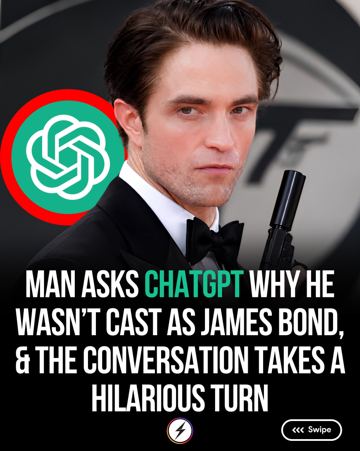 MAN ASKS CHATGPT WHY HE
WASN'T CAST AS JAMES BOND,
& THE CONVERSATION TAKES A
HILARIOUS TURN
‹‹‹ Swipe